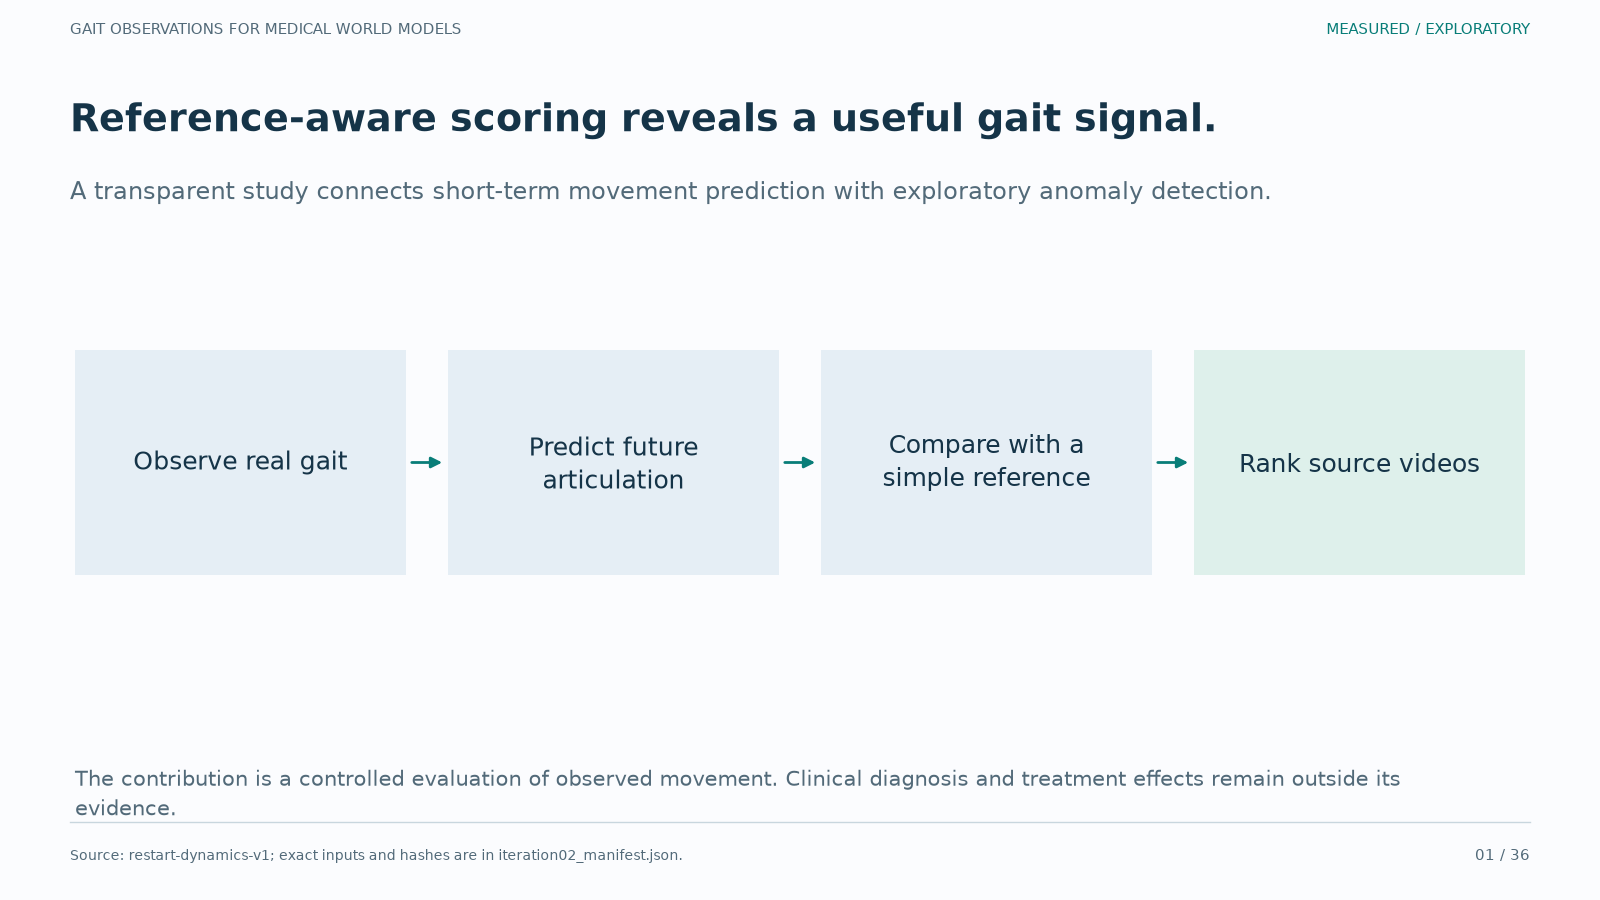 GAIT OBSERVATIONS FOR MEDICAL WORLD MODELS
MEASURED / EXPLORATORY
Reference-aware scoring reveals a useful gait signal.
A transparent study connects short-term movement prediction with exploratory anomaly detection.
Observe real gait
Predict future
articulation
Compare with a
simple reference
Rank source videos
The contribution is a controlled evaluation of observed movement. Clinical diagnosis and treatment effects remain outside its
evidence.
Source: restart-dynamics-v1; exact inputs and hashes are in iteration02_manifest.json.
01 / 36